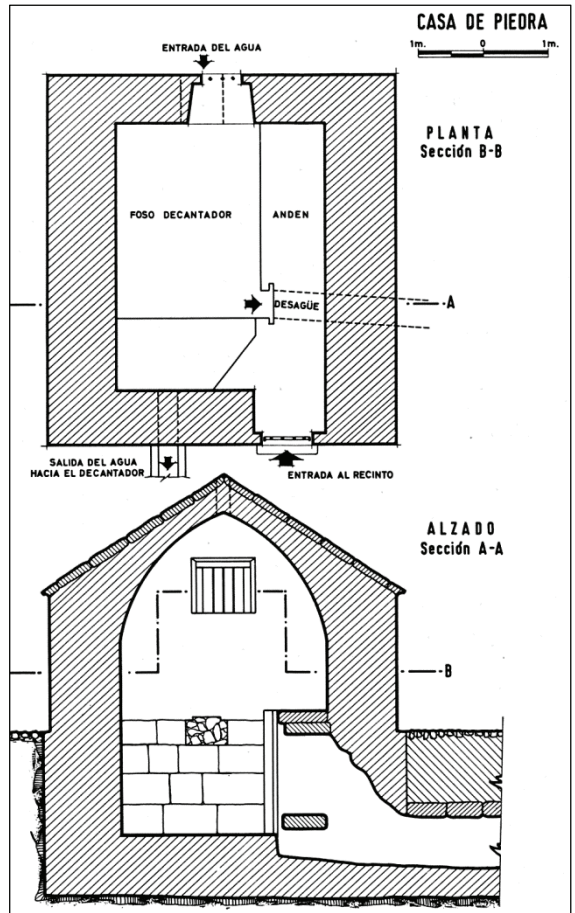 CASA DE PIEDRA
1m. 0 1m.
ENTRADA DEL AGUA
PLANTA
Sección B-B
FOSO DECANTADOR
ANDEN
DESAGÜE
A
SALIDA DEL AGUA
HACIA EL DECANTADOR
ENTRADA AL RECINTO
ALZADO
Sección A-A
B